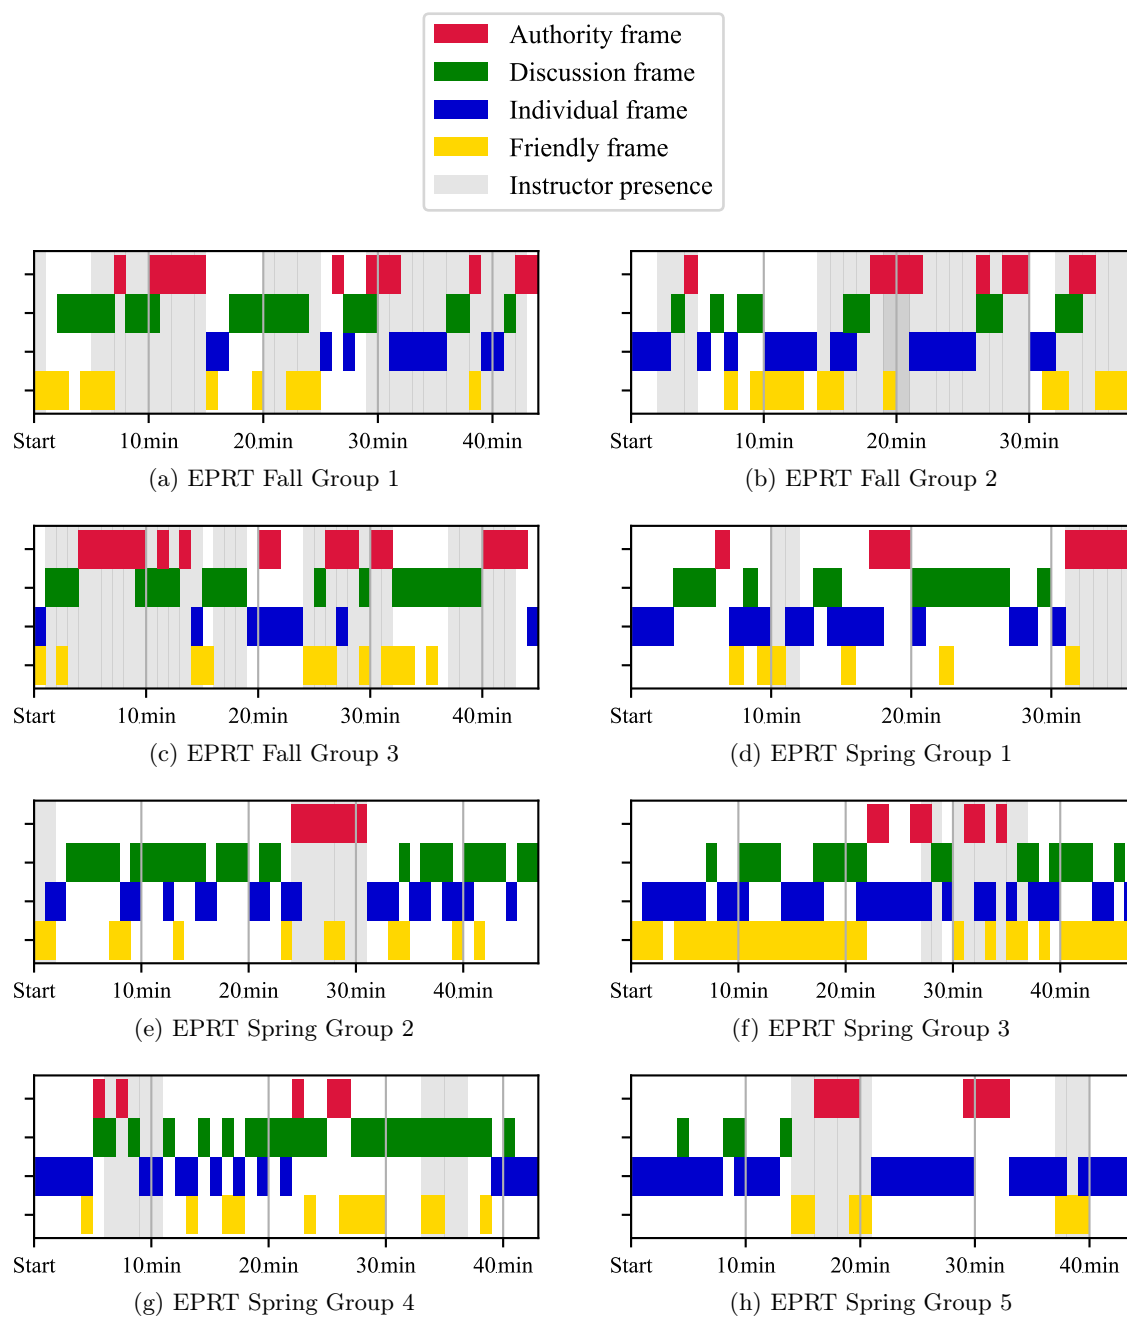 Authority frame
Discussion frame
Individual frame
Friendly frame
Instructor presence
Start 10min 20min 30min 40min
(a) EPRT Fall Group 1
Start 10min 20min 30min
(b) EPRT Fall Group 2
Start 10min 20min 30min 40min
(c) EPRT Fall Group 3
Start 10min 20min 30min
(d) EPRT Spring Group 1
Start 10min 20min 30min 40min
(e) EPRT Spring Group 2
Start 10min 20min 30min 40min
(f) EPRT Spring Group 3
Start 10min 20min 30min 40min
(g) EPRT Spring Group 4
Start 10min 20min 30min 40min
(h) EPRT Spring Group 5